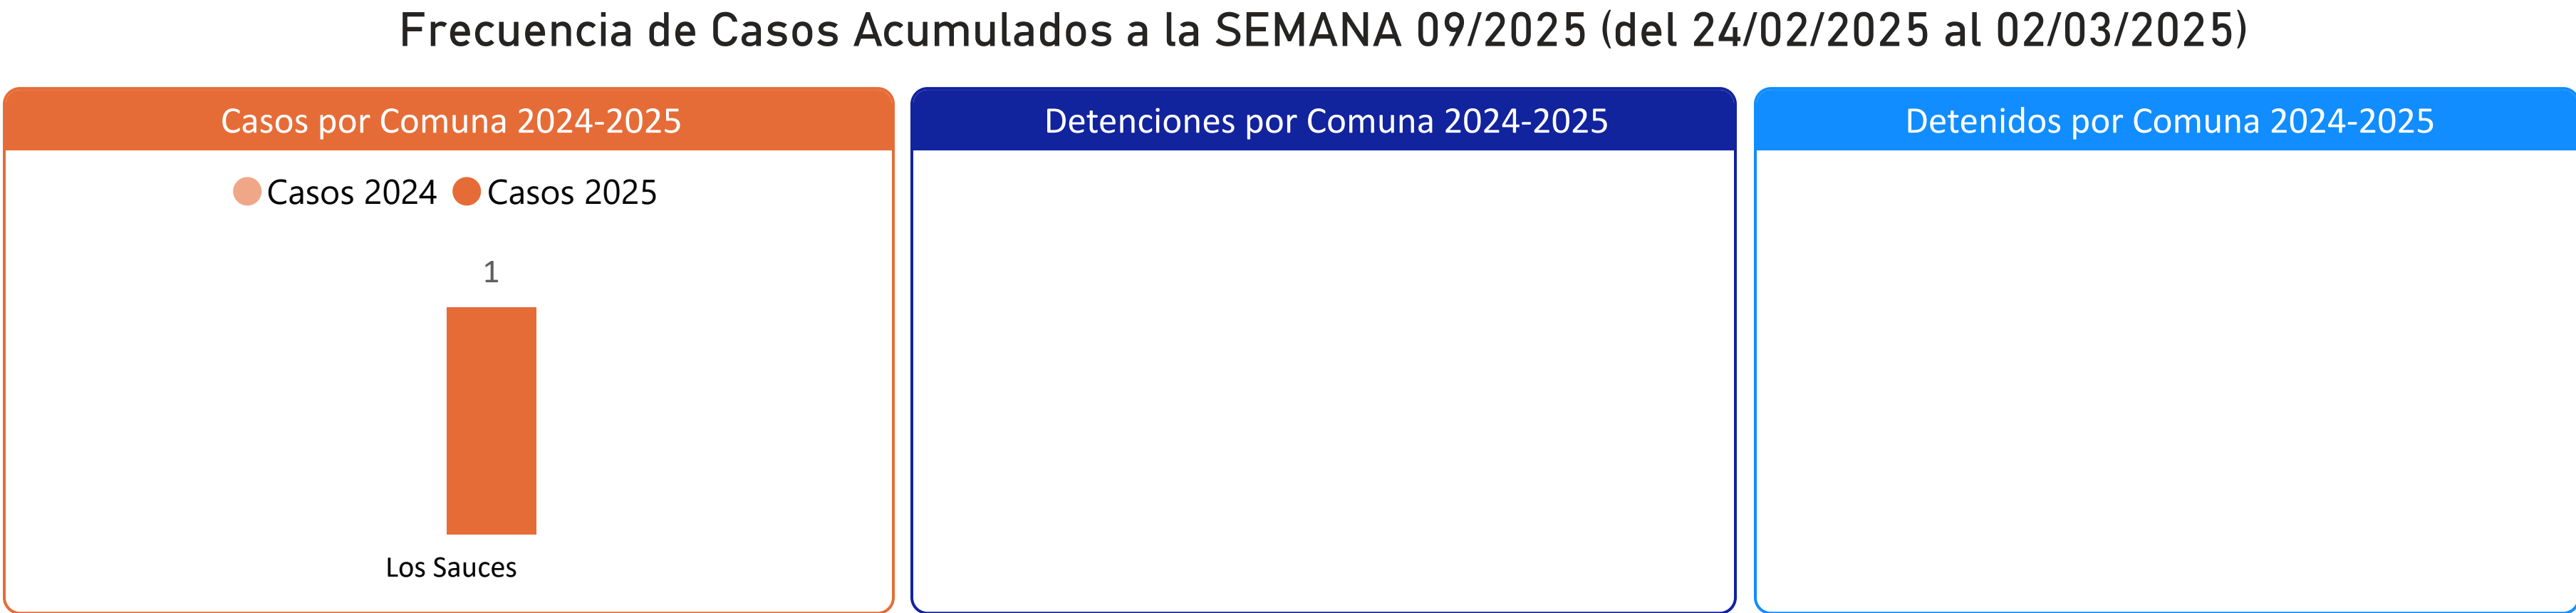 Frecuencia de Casos Acumulados a la SEMANA 09/2025 (del 24/02/2025 al 02/03/2025)
Casos por Comuna 2024-2025
Casos 2024 Casos 2025
1
Los Sauces
Detenciones por Comuna 2024-2025
Detenidos por Comuna 2024-2025